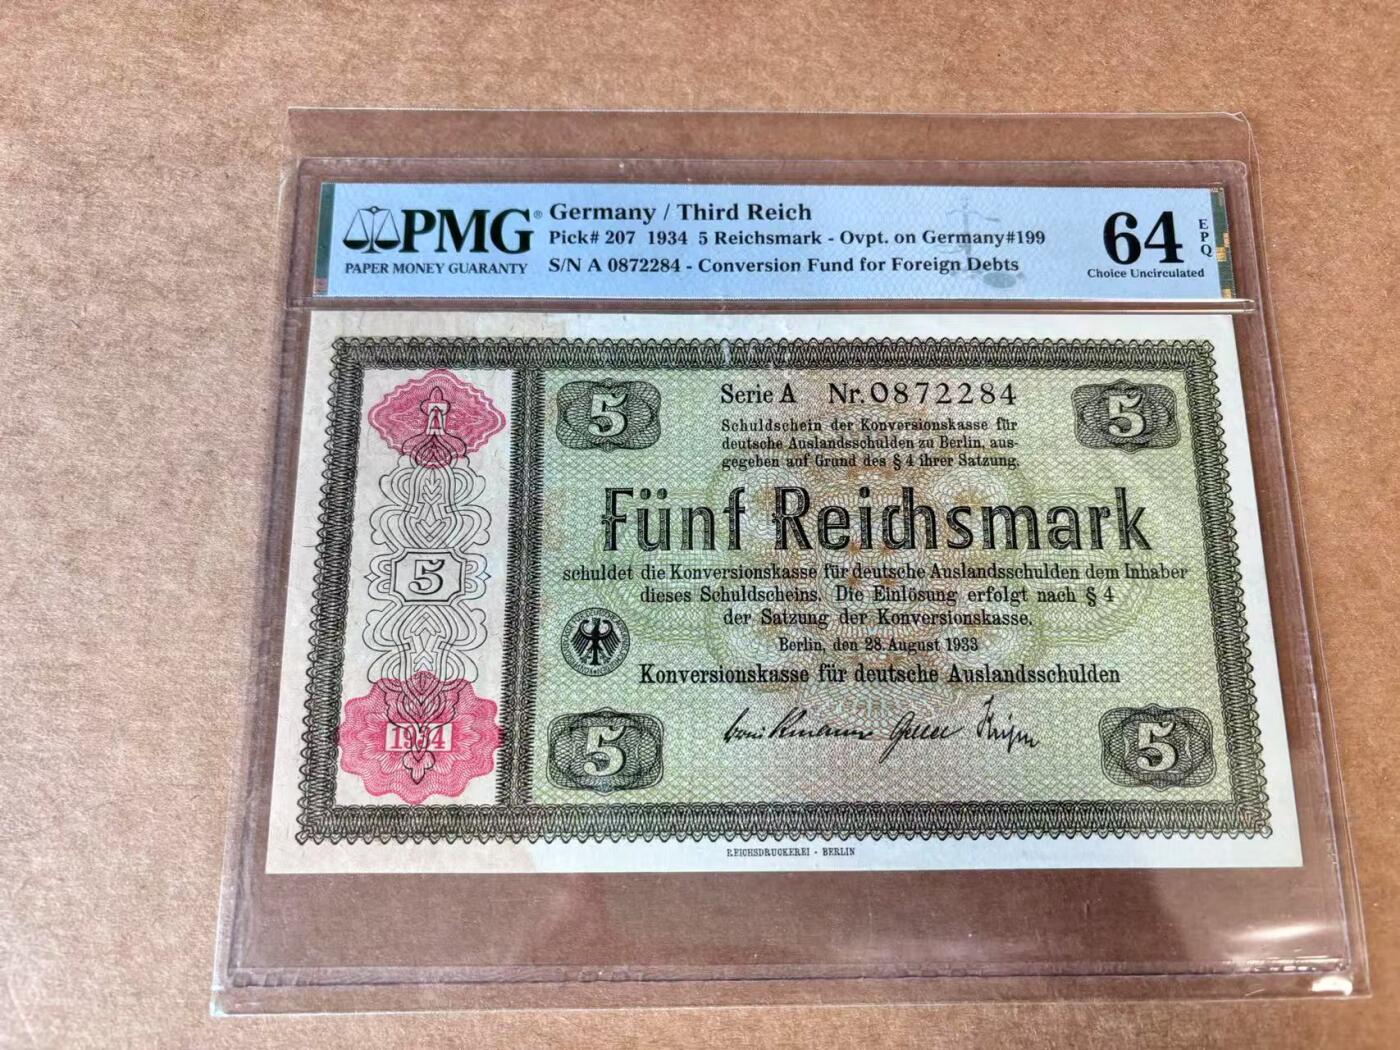 PMG®
PAPER MONEY GUARANTY
Germany / Third Reich
Pick# 207 1934 5 Reichsmark - Ovpt. on Germany#199
S/N A 0872284 - Conversion Fund for Foreign Debts
64
EPQ
Choice Uncirculated
A
5
1934
5
5
Serie A Nr.0872284
Schuldschein der Konversionskasse für
deutsche Auslandsschulden zu Berlin, aus-
gegeben auf Grund des § 4 ihrer Satzung.
Fünf Reichsmark
schuldet die Konversionskasse für deutsche Auslandsschulden dem Inhaber
dieses Schuldscheins. Die Einlösung erfolgt nach § 4
der Satzung der Konversionskasse.
Berlin, den 28. August 1933
Konversionskasse für deutsche Auslandsschulden
5
5
REICHSDRUCKEREI - BERLIN